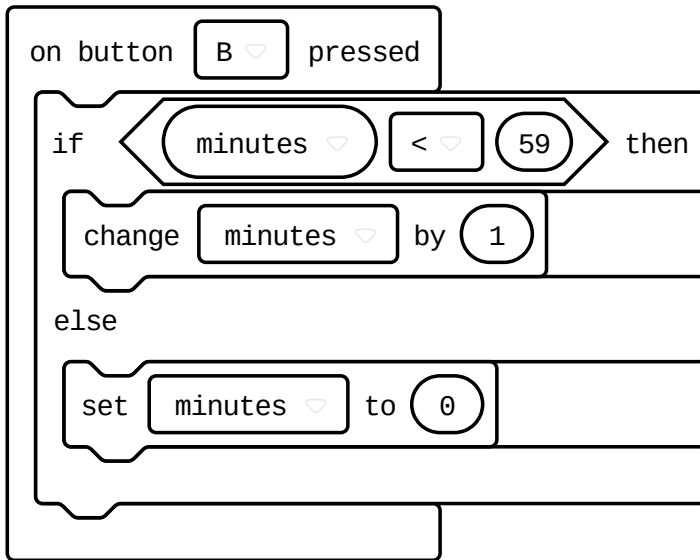 on button B pressed
if minutes < 59 then
change minutes by 1
else
set minutes to 0